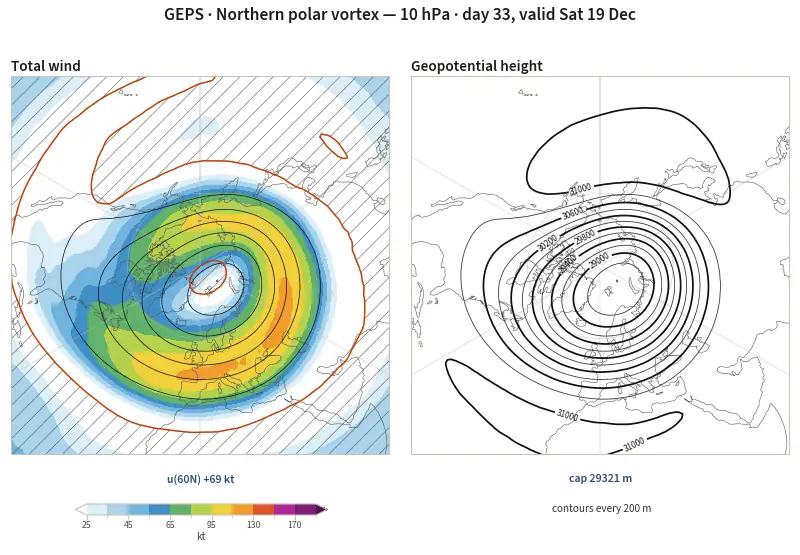 GEPS · Northern polar vortex — 10 hPa · day 33, valid Sat 19 Dec
Total wind
Geopotential height
31000
30600
30200
29800
29000
31000
31000
u(60N) +69 kt
cap 29321 m
contours every 200 m
25 45 65 95 130 170
kt